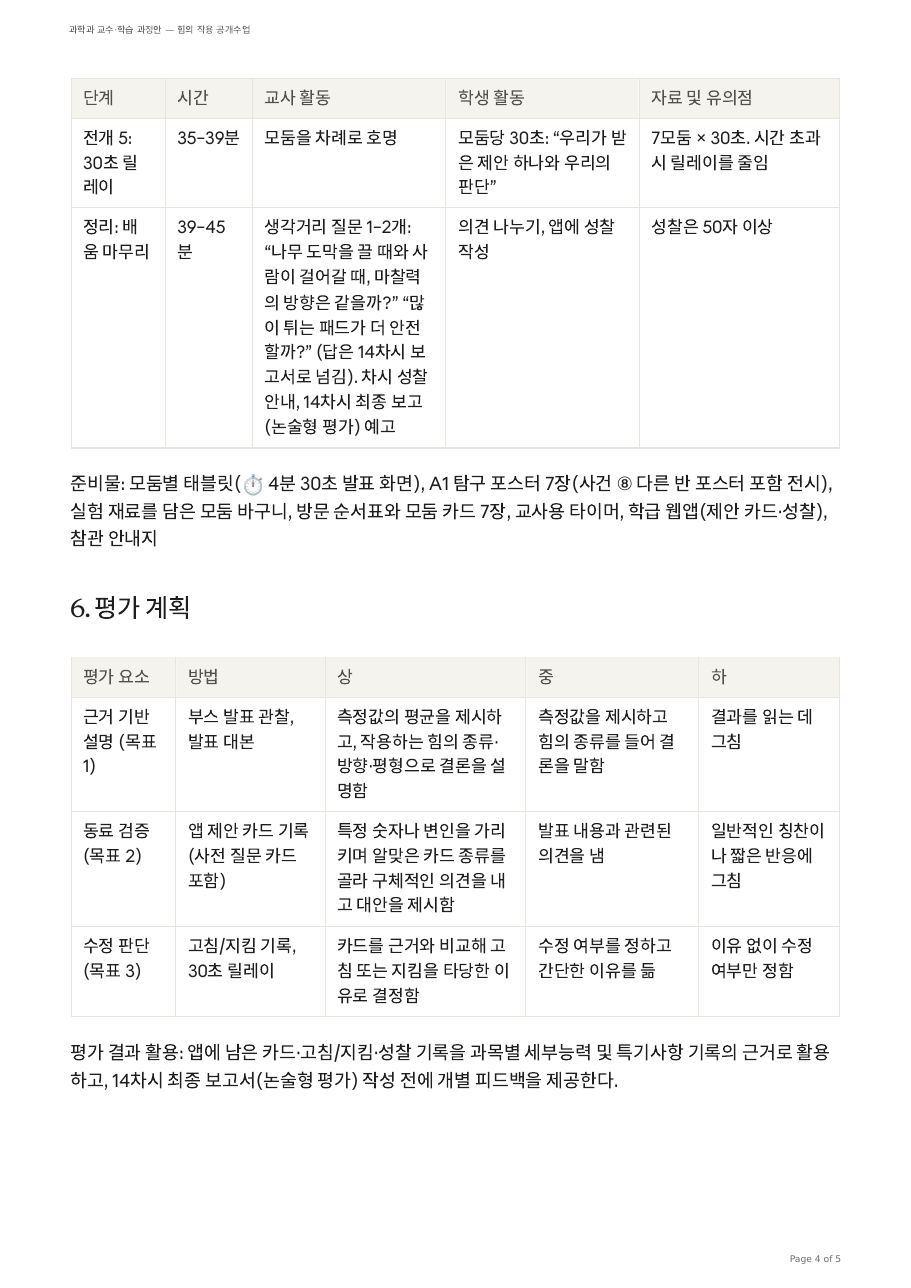 과학과 교수·학습 과정안 — 힘의 작용 공개수업
단계
시간
교사 활동
학생 활동
자료 및 유의점
전개 5:
30초 릴
레이
35–39분
모둠을 차례로 호명
모둠당 30초: “우리가 받
은 제안 하나와 우리의
판단”
7모둠 × 30초. 시간 초과
시 릴레이를 줄임
정리: 배
움 마무리
39–45
분
생각거리 질문 1–2개:
“나무 도막을 끌 때와 사
람이 걸어갈 때, 마찰력
의 방향은 같을까?” “많
이 튀는 패드가 더 안전
할까?” (답은 14차시 보
고서로 넘김). 차시 성찰
안내, 14차시 최종 보고
(논술형 평가) 예고
의견 나누기, 앱에 성찰
작성
성찰은 50자 이상
준비물: 모둠별 태블릿(⏱️ 4분 30초 발표 화면), A1 탐구 포스터 7장(사건 ⑧ 다른 반 포스터 포함 전시),
실험 재료를 담은 모둠 바구니, 방문 순서표와 모둠 카드 7장, 교사용 타이머, 학급 웹앱(제안 카드·성찰),
참관 안내지
6. 평가 계획
평가 요소
방법
상
중
하
근거 기반
설명 (목표
1)
부스 발표 관찰,
발표 대본
측정값의 평균을 제시하
고, 작용하는 힘의 종류·
방향·평형으로 결론을 설
명함
측정값을 제시하고
힘의 종류를 들어 결
론을 말함
결과를 읽는 데
그침
동료 검증
(목표 2)
앱 제안 카드 기록
(사전 질문 카드
포함)
특정 숫자나 변인을 가리
키며 알맞은 카드 종류를
골라 구체적인 의견을 내
고 대안을 제시함
발표 내용과 관련된
의견을 냄
일반적인 칭찬이
나 짧은 반응에
그침
수정 판단
(목표 3)
고침/지킴 기록,
30초 릴레이
카드를 근거와 비교해 고
침 또는 지킴을 타당한 이
유로 결정함
수정 여부를 정하고
간단한 이유를 듦
이유 없이 수정
여부만 정함
평가 결과 활용: 앱에 남은 카드·고침/지킴·성찰 기록을 과목별 세부능력 및 특기사항 기록의 근거로 활용
하고, 14차시 최종 보고서(논술형 평가) 작성 전에 개별 피드백을 제공한다.
Page 4 of 5